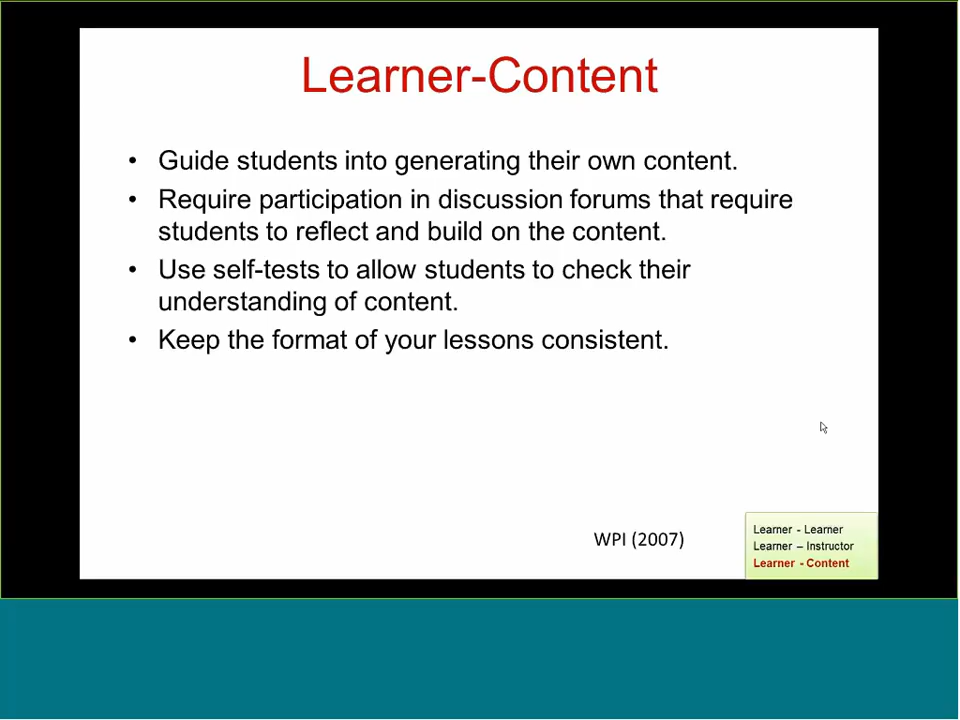 Learner-Content
• Guide students into generating their own content.
• Require participation in discussion forums that require
students to reflect and build on the content.
• Use self-tests to allow students to check their
understanding of content.
• Keep the format of your lessons consistent.
WPI (2007)
Learner - Learner
Learner – Instructor
Learner - Content